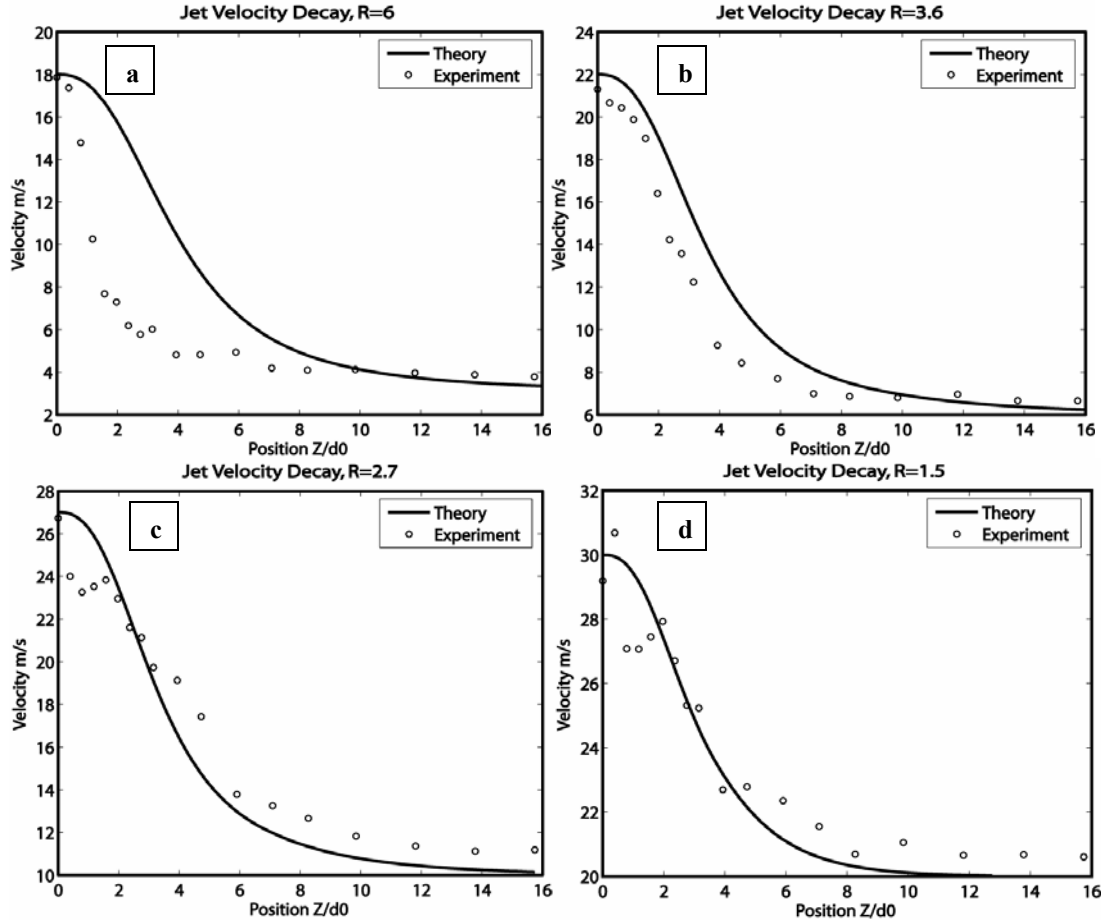 Jet Velocity Decay, R=6
20
18
16
14
12
10
8
6
4
2
Velocity m/s
a
Theory
Experiment
0 2 4 6 8 10 12 14 16
Position Z/d0
Jet Velocity Decay R=3.6
24
22
20
18
16
14
12
10
8
6
Velocity m/s
b
Theory
Experiment
0 2 4 6 8 10 12 14 16
Position Z/d0
Jet Velocity Decay, R=2.7
28
26
24
22
20
18
16
14
12
10
Velocity m/s
c
Theory
Experiment
0 2 4 6 8 10 12 14 16
Position Z/d0
Jet Velocity Decay, R=1.5
32
30
28
26
24
22
20
Velocity m/s
d
Theory
Experiment
0 2 4 6 8 10 12 14 16
Position Z/d0